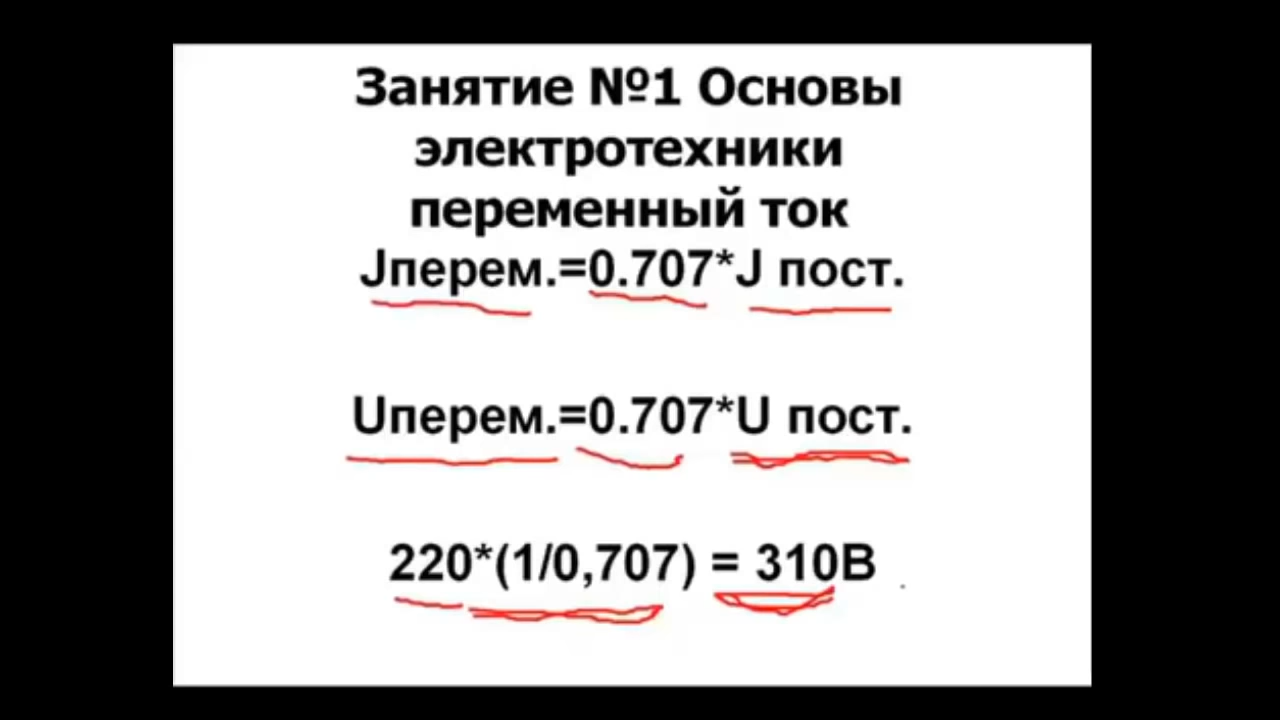 Занятие №1 Основы
электротехники
переменный ток
Jперем.=0.707*J пост.
Uперем.=0.707*U пост.
220*(1/0,707) = 310В